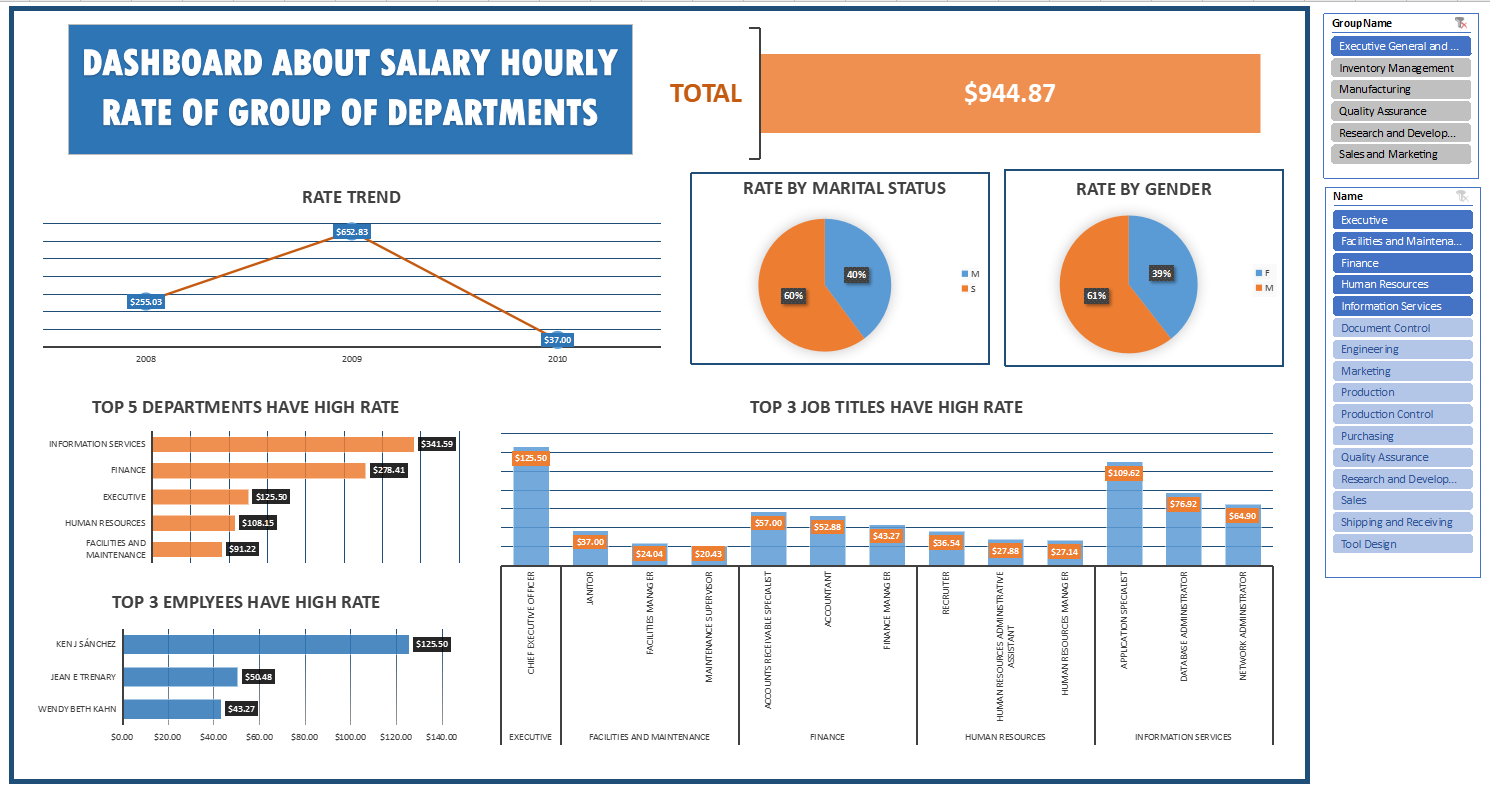 DASHBOARD ABOUT SALARY HOURLY
RATE OF GROUP OF DEPARTMENTS
TOTAL
$944.87
RATE TREND
$652.83
$255.03
$37.00
2008
2009
2010
RATE BY MARITAL STATUS
40%
60%
M
S
RATE BY GENDER
39%
61%
F
M
TOP 5 DEPARTMENTS HAVE HIGH RATE
INFORMATION SERVICES
$341.59
FINANCE
$278.41
EXECUTIVE
$125.50
HUMAN RESOURCES
$108.15
FACILITIES AND
MAINTENANCE
$91.22
TOP 3 EMPLYEES HAVE HIGH RATE
KEN J SÁNCHEZ
$125.50
JEAN E TRENARY
$50.48
WENDY BETH KAHN
$43.27
$0.00
$20.00
$40.00
$60.00
$80.00
$100.00
$120.00
$140.00
TOP 3 JOB TITLES HAVE HIGH RATE
$125.50
$37.00
$24.04
$20.43
$57.00
$52.88
$43.27
$36.54
$27.88
$27.14
$109.62
$76.92
$64.90
CHIEF EXECUTIVE OFFICER
JANITOR
FACILITIES MANAGER
MAINTENANCE SUPERVISOR
ACCOUNTS RECEIVABLE SPECIALIST
ACCOUNTANT
FINANCE MANAGER
RECRUITER
HUMAN RESOURCES ADMINISTRATIVE
ASSISTANT
HUMAN RESOURCES MANAGER
APPLICATION SPECIALIST
DATABASE ADMINISTRATOR
NETWORK ADMINISTRATOR
EXECUTIVE
FACILITIES AND MAINTENANCE
FINANCE
HUMAN RESOURCES
INFORMATION SERVICES
GroupName
Executive General and ...
Inventory Management
Manufacturing
Quality Assurance
Research and Develop...
Sales and Marketing
Name
Executive
Facilities and Maintena...
Finance
Human Resources
Information Services
Document Control
Engineering
Marketing
Production
Production Control
Purchasing
Quality Assurance
Research and Develop...
Sales
Shipping and Receiving
Tool Design